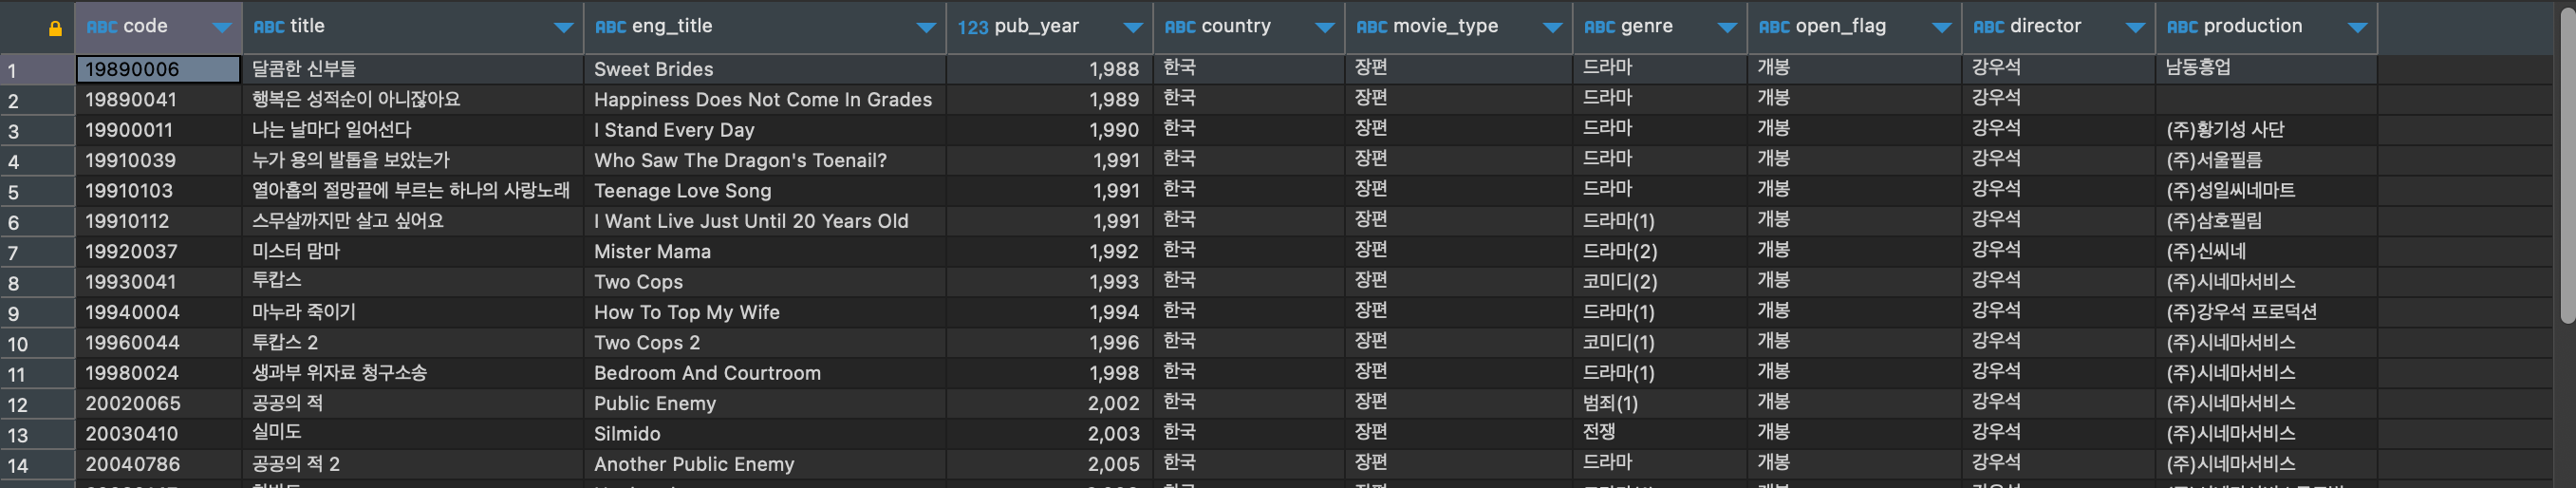 ABC code ABC title ABC eng_title 123 pub_year ABC country ABC movie_type ABC genre ABC open_flag ABC director ABC production
1 19890006 달콤한 신부들 Sweet Brides 1,988 한국 장편 드라마 개봉 강우석 남동흥업
2 19890041 행복은 성적순이 아니잖아요 Happiness Does Not Come In Grades 1,989 한국 장편 드라마 개봉 강우석
3 19900011 나는 날마다 일어선다 I Stand Every Day 1,990 한국 장편 드라마 개봉 강우석 (주)황기성 사단
4 19910039 누가 용의 발톱을 보았는가 Who Saw The Dragon's Toenail? 1,991 한국 장편 드라마 개봉 강우석 (주)서울필름
5 19910103 열아홉의 절망끝에 부르는 하나의 사랑노래 Teenage Love Song 1,991 한국 장편 드라마 개봉 강우석 (주)성일씨네마트
6 19910112 스무살까지만 살고 싶어요 I Want Live Just Until 20 Years Old 1,991 한국 장편 드라마(1) 개봉 강우석 (주)삼호필림
7 19920037 미스터 맘마 Mister Mama 1,992 한국 장편 드라마(2) 개봉 강우석 (주)신씨네
8 19930041 투캅스 Two Cops 1,993 한국 장편 코미디(2) 개봉 강우석 (주)시네마서비스
9 19940004 마누라 죽이기 How To Top My Wife 1,994 한국 장편 드라마(1) 개봉 강우석 (주)강우석 프로덕션
10 19960044 투캅스 2 Two Cops 2 1,996 한국 장편 코미디(1) 개봉 강우석 (주)시네마서비스
11 19980024 생과부 위자료 청구소송 Bedroom And Courtroom 1,998 한국 장편 드라마(1) 개봉 강우석 (주)시네마서비스
12 20020065 공공의 적 Public Enemy 2,002 한국 장편 범죄(1) 개봉 강우석 (주)시네마서비스
13 20030410 실미도 Silmido 2,003 한국 장편 전쟁 개봉 강우석 (주)시네마서비스
14 20040786 공공의 적 2 Another Public Enemy 2,005 한국 장편 드라마 개봉 강우석 (주)시네마서비스